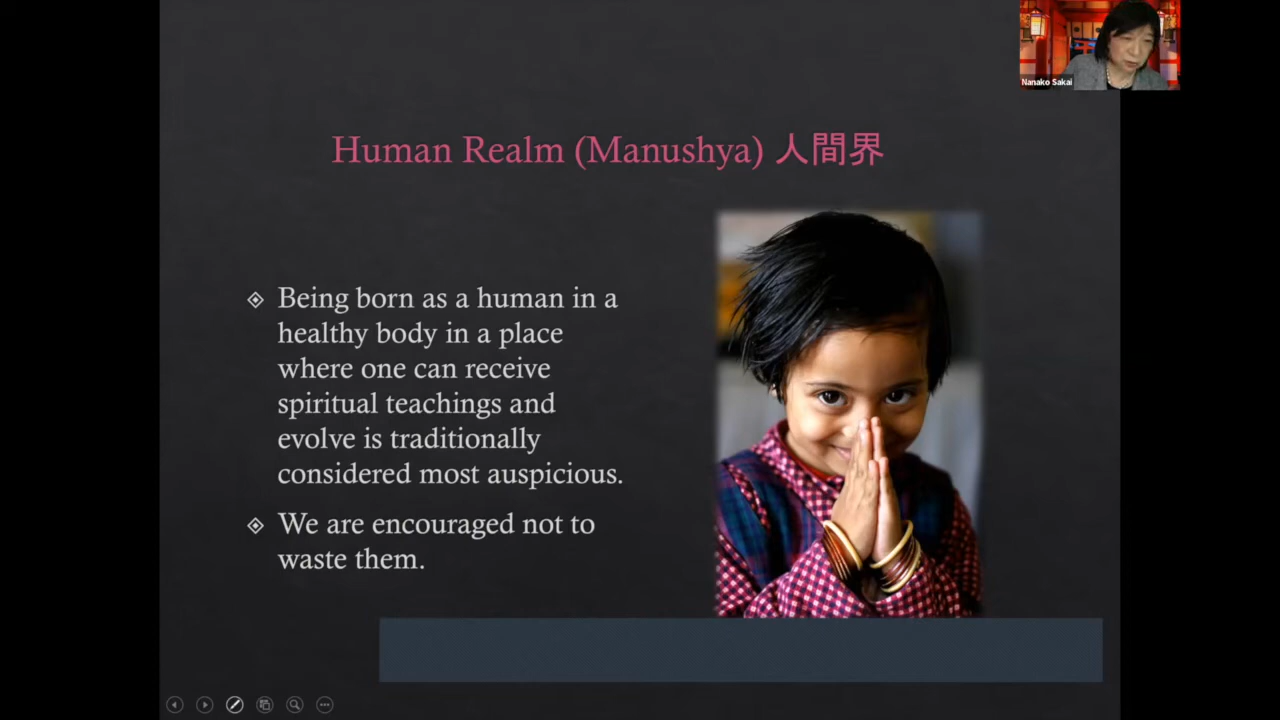 Nanako Sakai
Human Realm (Manushya) 人間界
Being born as a human in a
healthy body in a place
where one can receive
spiritual teachings and
evolve is traditionally
considered most auspicious.
We are encouraged not to
waste them.